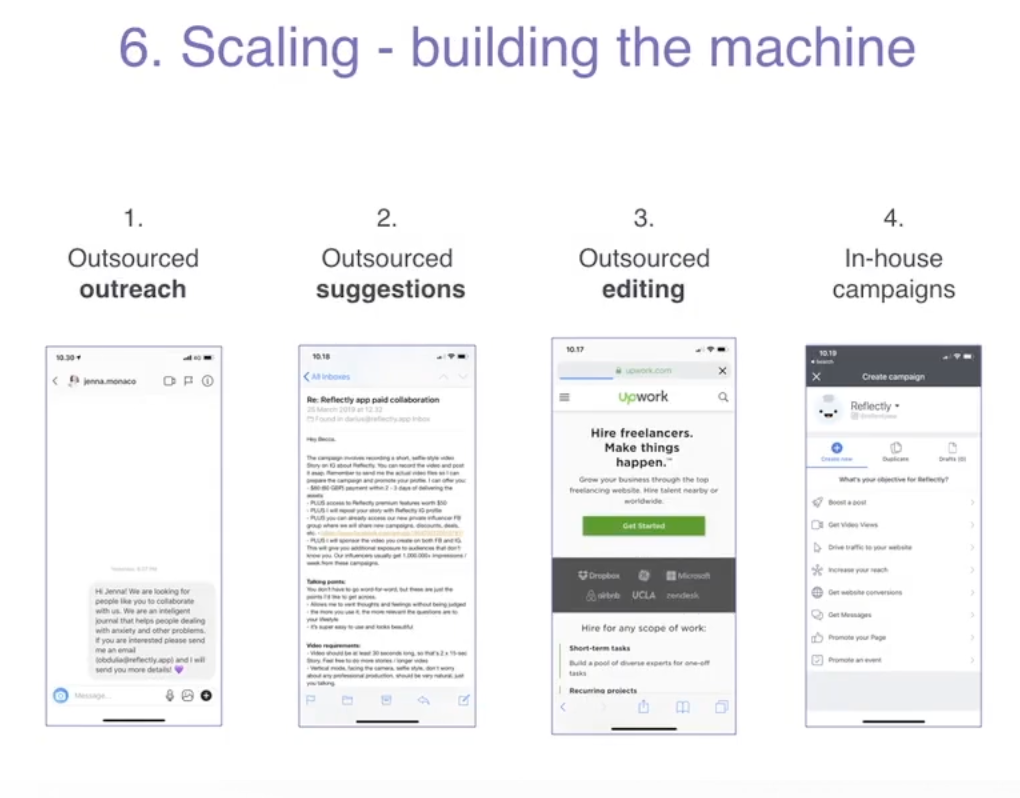 6. Scaling - building the machine
1.
Outsourced
outreach
2.
Outsourced
suggestions
3.
Outsourced
editing
4.
In-house
campaigns
10.30
4G
jenna.monaco
Yesterday, 6:27 PM
Hi Jenna! We are looking for
people like you to collaborate
with us. We are an inteligent
journal that helps people dealing
with anxiety and other problems.
If you are interested please send
me an email
(obdulia@reflectly.app) and I will
send you more details! 💜
Message...
10.18
All Inboxes
Re: Reflectly app paid collaboration
25 March 2019 at 12.32
Found in darius@reflectly.app Inbox
Hey Becca,
The campaign involves recording a short, selfie-style video
Story on IG about Reflectly. You can record the video and post
it asap. Remember to send me the actual video files so I can
prepare the campaign and promote your profile. I can offer you:
- $80 (60 GBP) payment within 2 - 3 days of delivering the
assets
- PLUS access to Reflectly premium features worth $50
- PLUS I will repost your story with Reflectly IG profile
- PLUS you can already access our new private influencer FB
group where we will share new campaigns, discounts, deals,
etc.
- PLUS I will sponsor the video you create on both FB and IG.
This will give you additional exposure to audiences that don't
know you. Our influencers usually get 1,000,000+ impressions /
week from these campaigns.
Talking points:
You don't have to go word-for-word, but these are just the
points I'd like to get across.
- Allows me to vent thoughts and feelings without being judged
- the more you use it, the more relevant the questions are to
your lifestyle
- it's super easy to use and looks beautiful
Video requirements:
- Video should be at least 30 seconds long, so that's 2 x 15-sec
Story. Feel free to do more stories / longer video
- Vertical mode, facing the camera, selfie style, don't worry
about any professional production, should be very natural, just
you talking.
10.17
upwork.com
upwork
Hire freelancers.
Make things
happen.™
Grow your business through the top
freelancing website. Hire talent nearby or
worldwide.
Get Started
Dropbox
GE
Microsoft
airbnb
UCLA
zendesk
Hire for any scope of work:
Short-term tasks
Build a pool of diverse experts for one-off
tasks
Recurring projects
10.19
Search
Create campaign
Reflectly
Create new
Duplicate
Drafts (0)
What's your objective for Reflectly?
Boost a post
Get Video Views
Drive traffic to your website
Increase your reach
Get website conversions
Get Messages
Promote your Page
Promote an event